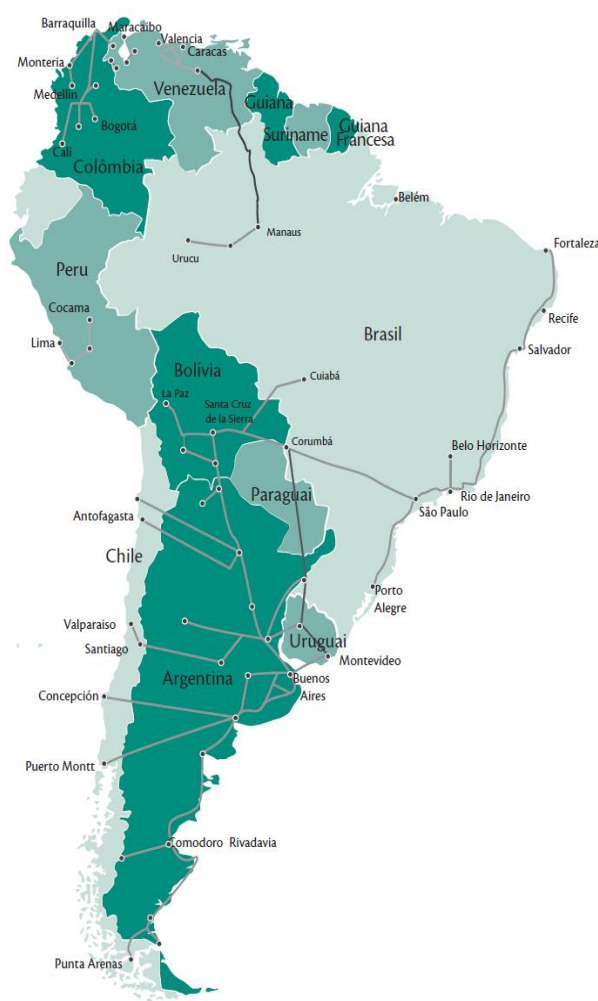 Barraquilla
Maracaibo
Valencia
Caracas
Monteria
Medellin
Venezuela
Guiana
Suriname
Guiana
Francesa
Bogotá
Cali
Colômbia
Belém
Manaus
Urucu
Fortaleza
Peru
Cocama
Recife
Lima
Brasil
Salvador
Bolívia
Cuiabá
La Paz
Santa Cruz
de la Sierra
Corumbá
Belo Horizonte
Paraguai
Rio de Janeiro
São Paulo
Antofagasta
Chile
Porto
Alegre
Valparaiso
Uruguai
Santiago
Montevideo
Argentina
Buenos
Aires
Concepción
Puerto Montt
Tomodoro Rivadavia
Punta Arenas